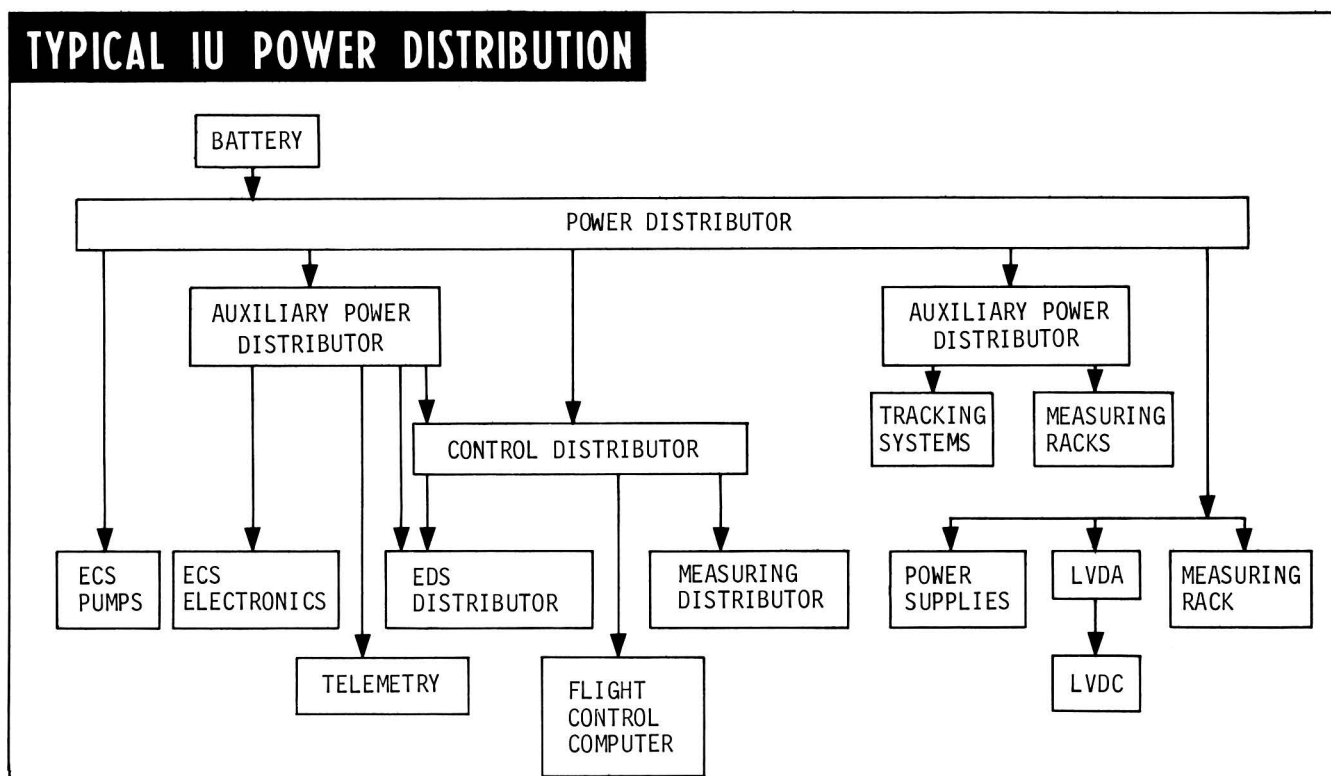 TYPICAL IU POWER DISTRIBUTION
BATTERY
POWER DISTRIBUTOR
AUXILIARY POWER
DISTRIBUTOR
AUXILIARY POWER
DISTRIBUTOR
TRACKING
SYSTEMS
MEASURING
RACKS
CONTROL DISTRIBUTOR
ECS
PUMPS
ECS
ELECTRONICS
EDS
DISTRIBUTOR
MEASURING
DISTRIBUTOR
POWER
SUPPLIES
LVDA
MEASURING
RACK
TELEMETRY
FLIGHT
CONTROL
COMPUTER
LVDC